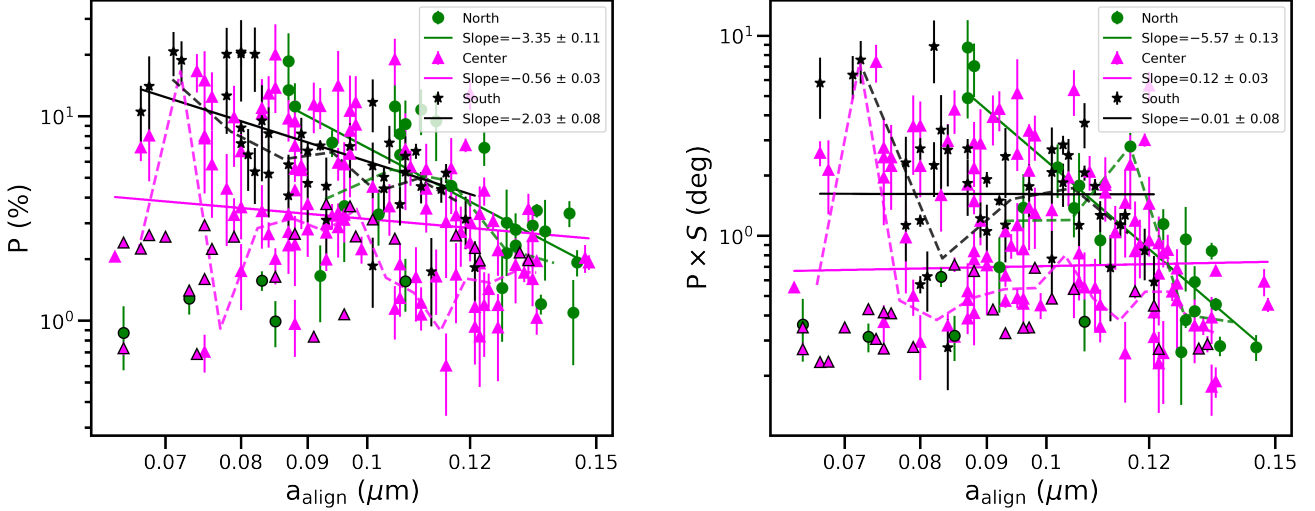 North
Slope=−3.35 ± 0.11
Center
Slope=−0.56 ± 0.03
South
Slope=−2.03 ± 0.08
P (%)
10¹
10⁰
0.07 0.08 0.09 0.1 0.12 0.15
a_align (μm)
North
Slope=−5.57 ± 0.13
Center
Slope=0.12 ± 0.03
South
Slope=−0.01 ± 0.08
P × S (deg)
10¹
10⁰
0.07 0.08 0.09 0.1 0.12 0.15
a_align (μm)